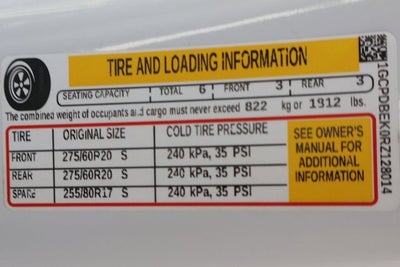 TIRE AND LOADING INFORMATION
SEATING CAPACITY TOTAL 6 FRONT 3 REAR 3
The combined weight of occupants and cargo must never exceed 822 kg or 1912 lbs.
TIRE ORIGINAL SIZE COLD TIRE PRESSURE
FRONT 275/60R20 S 240 kPa, 35 PSI
REAR 275/60R20 S 240 kPa, 35 PSI
SPARE 255/80R17 S 240 kPa, 35 PSI
SEE OWNER'S
MANUAL FOR
ADDITIONAL
INFORMATION
1GCPDBEK0RZ128014